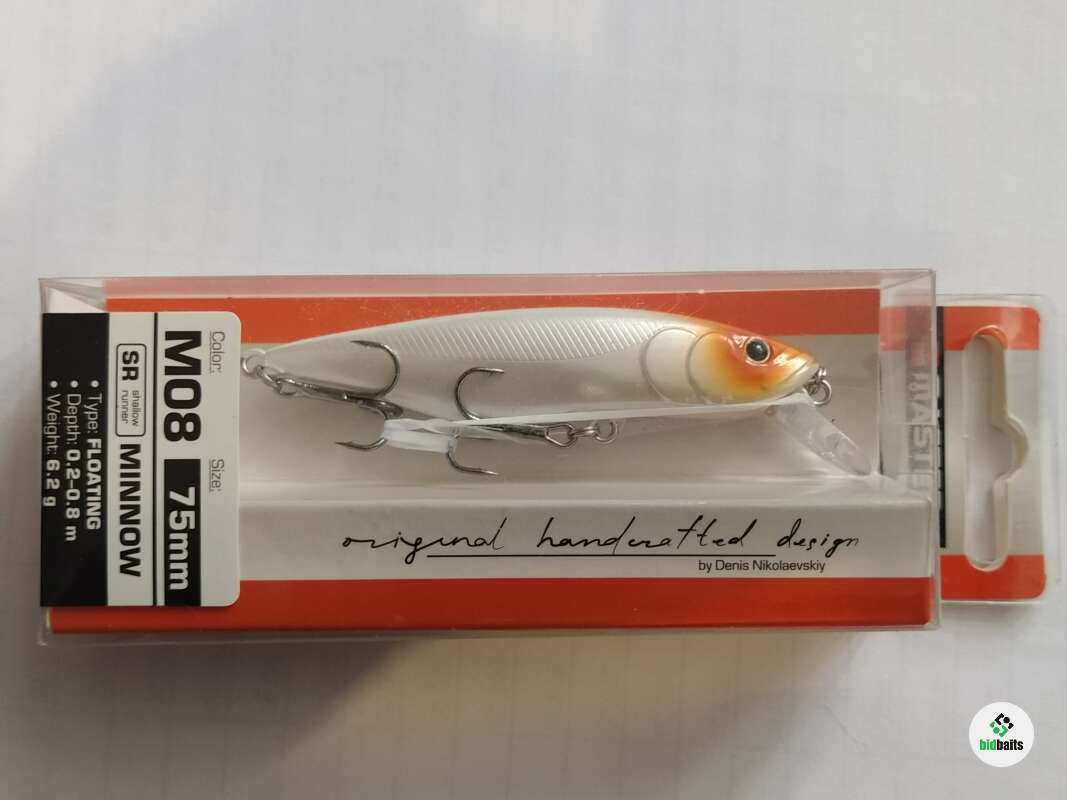 Color:
M08
Size:
75mm
SR
shallow
runner
MINNOW
• Type: FLOATING
• Depth: 0.2–0.8 m
• Weight: 6.2 g
original handcrafted design
by Denis Nikolaevskiy
bidbaits